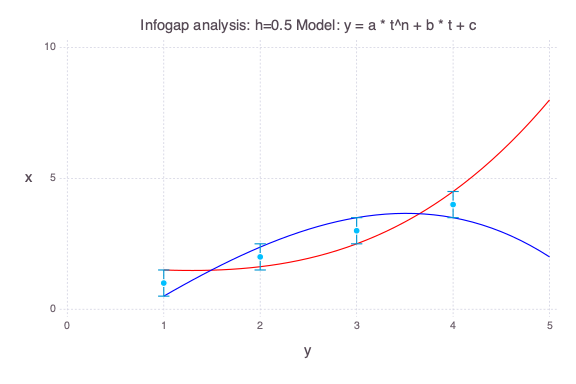 Infogap analysis: h=0.5 Model: y = a * t^n + b * t + c
10
x
5
0
0 1 2 3 4 5
y